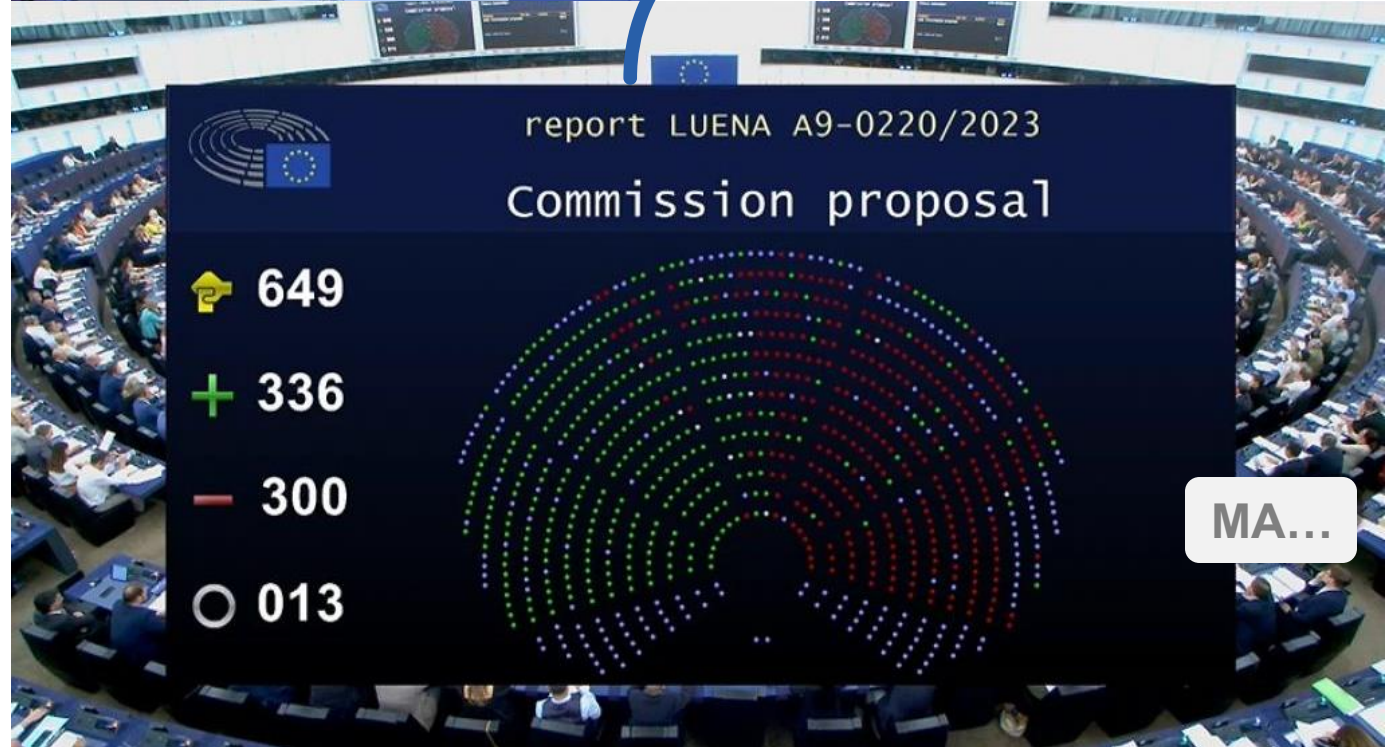 report LUENA A9-0220/2023
Commission proposal
649
+ 336
− 300
013
MA...